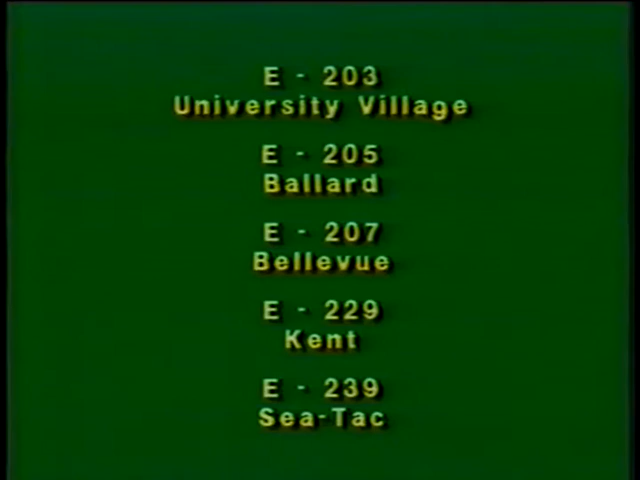 E - 203
University Village
E - 205
Ballard
E - 207
Bellevue
E - 229
Kent
E - 239
Sea-Tac